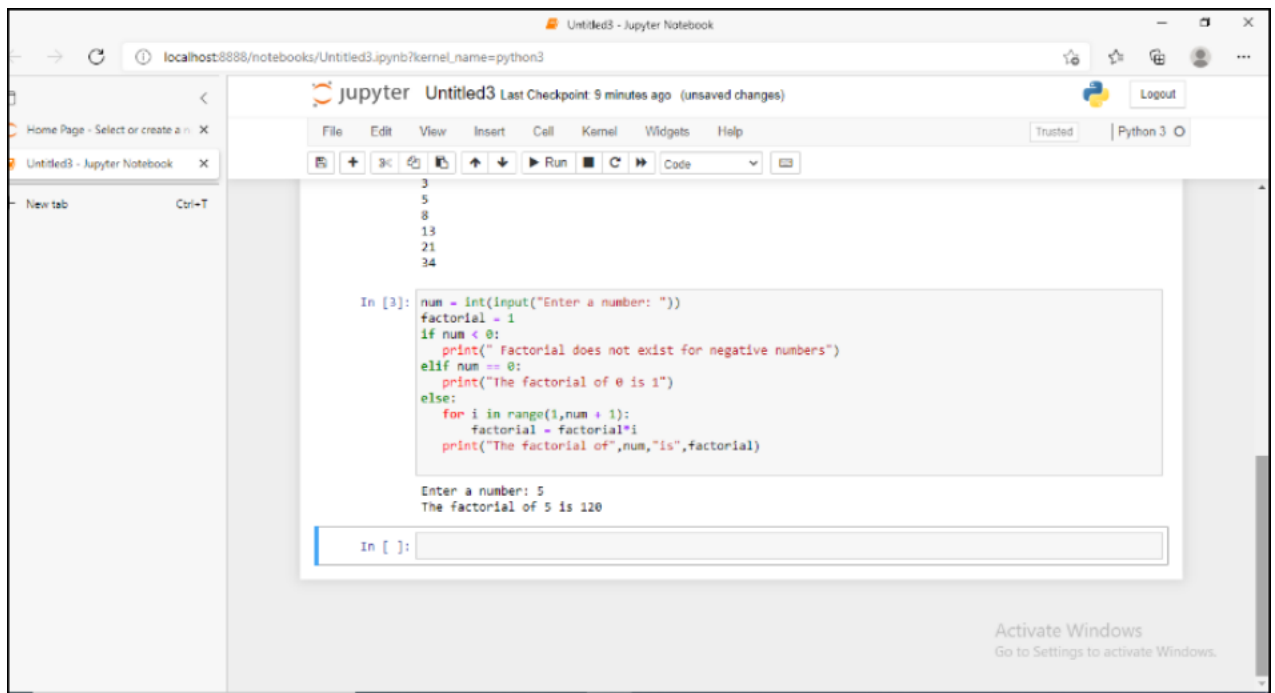 Untitled3 - Jupyter Notebook
localhost:8888/notebooks/Untitled3.ipynb?kernel_name=python3
Home Page - Select or create a n
Untitled3 - Jupyter Notebook
New tab Ctrl+T
jupyter Untitled3 Last Checkpoint: 9 minutes ago (unsaved changes)
Logout
File Edit View Insert Cell Kernel Widgets Help
Trusted Python 3
Run Code
3
5
8
13
21
34
In [3]: num = int(input("Enter a number: "))
factorial = 1
if num < 0:
   print(" Factorial does not exist for negative numbers")
elif num == 0:
   print("The factorial of 0 is 1")
else:
   for i in range(1,num + 1):
       factorial = factorial*i
   print("The factorial of",num,"is",factorial)
Enter a number: 5
The factorial of 5 is 120
In [ ]:
Activate Windows
Go to Settings to activate Windows.